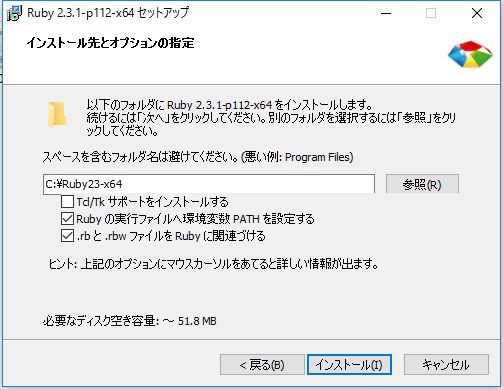 Ruby 2.3.1-p112-x64 セットアップ
インストール先とオプションの指定
以下のフォルダに Ruby 2.3.1-p112-x64 をインストールします。
続けるには「次へ」をクリックしてください。別のフォルダを選択するには「参照」をクリ
ックしてください。
スペースを含むフォルダ名は避けてください。(悪い例: Program Files)
C:¥Ruby23-x64
参照(R)
Tcl/Tk サポートをインストールする
Ruby の実行ファイルへ環境変数 PATH を設定する
.rb と .rbw ファイルを Ruby に関連づける
ヒント: 上記のオプションにマウスカーソルをあてると詳しい情報が出ます。
必要なディスク空き容量: ～ 51.8 MB
< 戻る(B)
インストール(I)
キャンセル